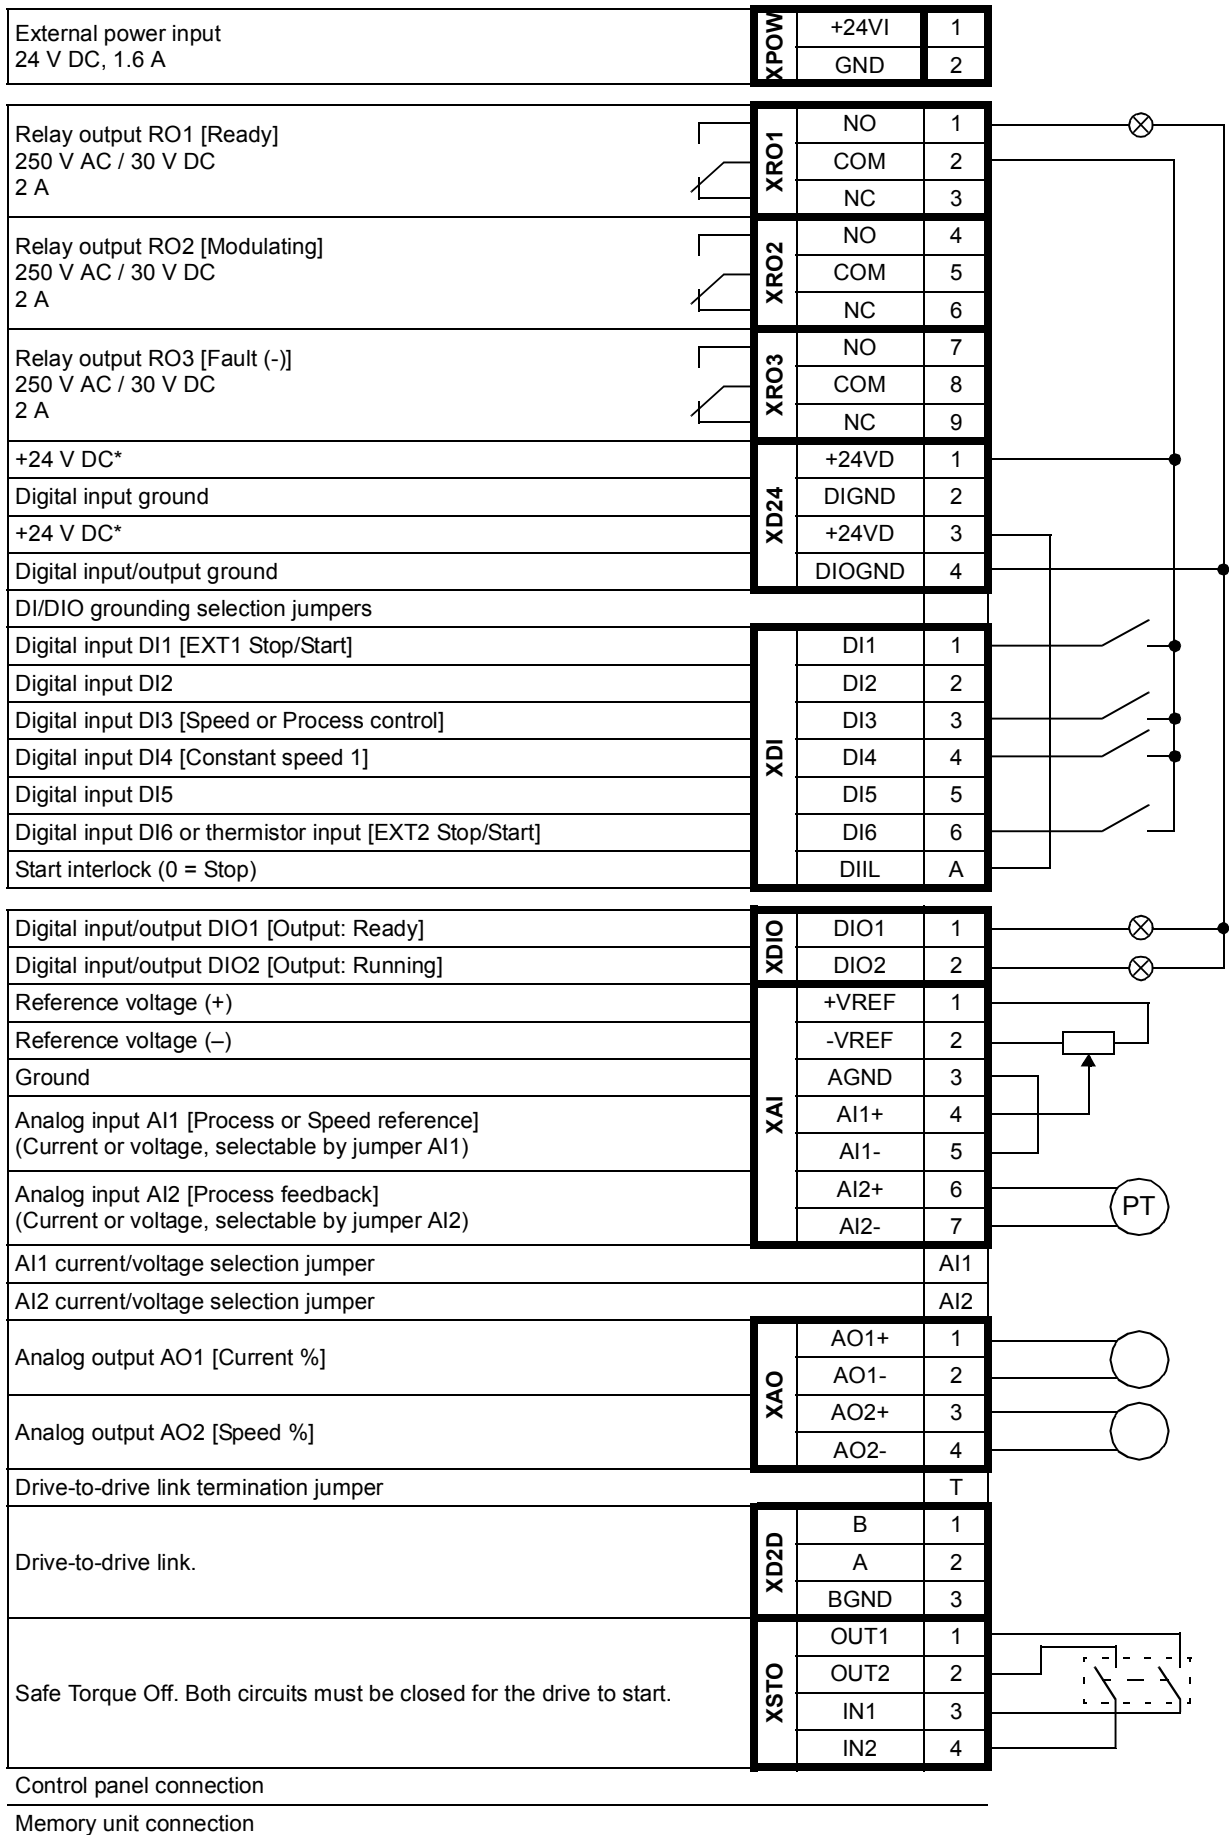 External power input
24 V DC, 1.6 A
XPOW
+24VI 1
GND 2
Relay output RO1 [Ready]
250 V AC / 30 V DC
2 A
XRO1
NO 1
COM 2
NC 3
Relay output RO2 [Modulating]
250 V AC / 30 V DC
2 A
XRO2
NO 4
COM 5
NC 6
Relay output RO3 [Fault (-)]
250 V AC / 30 V DC
2 A
XRO3
NO 7
COM 8
NC 9
XD24
+24 V DC* +24VD 1
Digital input ground DIGND 2
+24 V DC* +24VD 3
Digital input/output ground DIOGND 4
DI/DIO grounding selection jumpers
XDI
Digital input DI1 [EXT1 Stop/Start] DI1 1
Digital input DI2 DI2 2
Digital input DI3 [Speed or Process control] DI3 3
Digital input DI4 [Constant speed 1] DI4 4
Digital input DI5 DI5 5
Digital input DI6 or thermistor input [EXT2 Stop/Start] DI6 6
Start interlock (0 = Stop) DIIL A
XDIO
Digital input/output DIO1 [Output: Ready] DIO1 1
Digital input/output DIO2 [Output: Running] DIO2 2
XAI
Reference voltage (+) +VREF 1
Reference voltage (–) -VREF 2
Ground AGND 3
Analog input AI1 [Process or Speed reference]
(Current or voltage, selectable by jumper AI1)
AI1+ 4
AI1- 5
Analog input AI2 [Process feedback]
(Current or voltage, selectable by jumper AI2)
AI2+ 6
AI2- 7
PT
AI1 current/voltage selection jumper AI1
AI2 current/voltage selection jumper AI2
XAO
Analog output AO1 [Current %]
AO1+ 1
AO1- 2
Analog output AO2 [Speed %]
AO2+ 3
AO2- 4
Drive-to-drive link termination jumper T
Drive-to-drive link.
XD2D
B 1
A 2
BGND 3
Safe Torque Off. Both circuits must be closed for the drive to start.
XSTO
OUT1 1
OUT2 2
IN1 3
IN2 4
Control panel connection
Memory unit connection